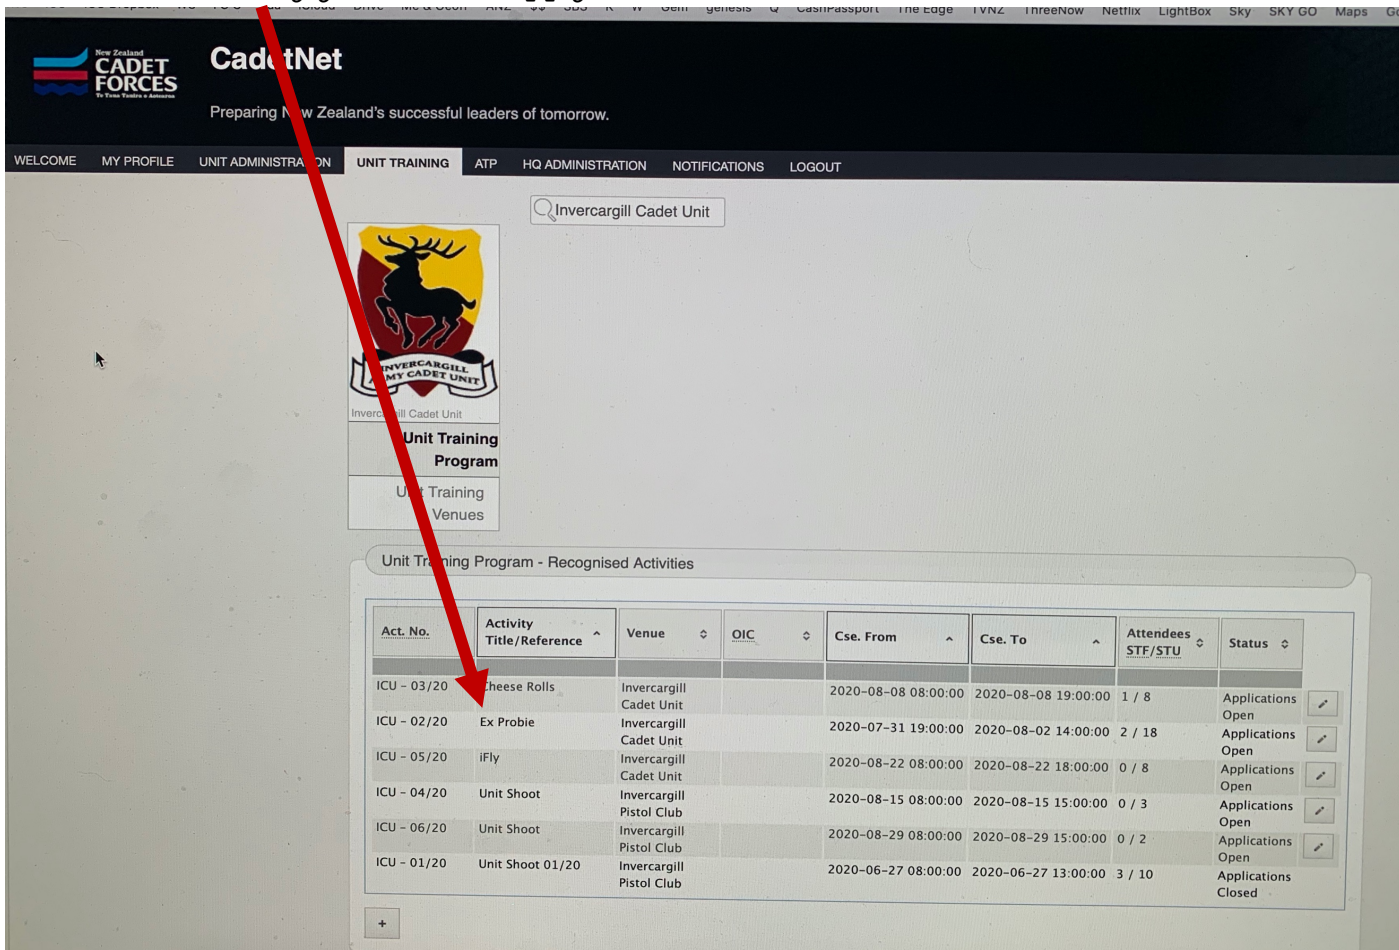 CashPassport The Edge TVNZ ThreeNow Netflix LightBox Sky SKY GO Maps
New Zealand
CADET
FORCES
CadetNet
Preparing New Zealand's successful leaders of tomorrow.
WELCOME MY PROFILE UNIT ADMINISTRATION UNIT TRAINING ATP HQ ADMINISTRATION NOTIFICATIONS LOGOUT
Invercargill Cadet Unit
INVERCARGILL
ARMY CADET UNIT
Invercargill Cadet Unit
Unit Training
Program
Unit Training
Venues
Unit Training Program - Recognised Activities
Act. No. Activity Title/Reference Venue OIC Cse. From Cse. To Attendees STF/STU Status
ICU - 03/20 Cheese Rolls Invercargill Cadet Unit 2020-08-08 08:00:00 2020-08-08 19:00:00 1 / 8 Applications Open
ICU - 02/20 Ex Probie Invercargill Cadet Unit 2020-07-31 19:00:00 2020-08-02 14:00:00 2 / 18 Applications Open
ICU - 05/20 iFly Invercargill Cadet Unit 2020-08-22 08:00:00 2020-08-22 18:00:00 0 / 8 Applications Open
ICU - 04/20 Unit Shoot Invercargill Pistol Club 2020-08-15 08:00:00 2020-08-15 15:00:00 0 / 3 Applications Open
ICU - 06/20 Unit Shoot Invercargill Pistol Club 2020-08-29 08:00:00 2020-08-29 15:00:00 0 / 2 Applications Open
ICU - 01/20 Unit Shoot 01/20 Invercargill Pistol Club 2020-06-27 08:00:00 2020-06-27 13:00:00 3 / 10 Applications Closed
+